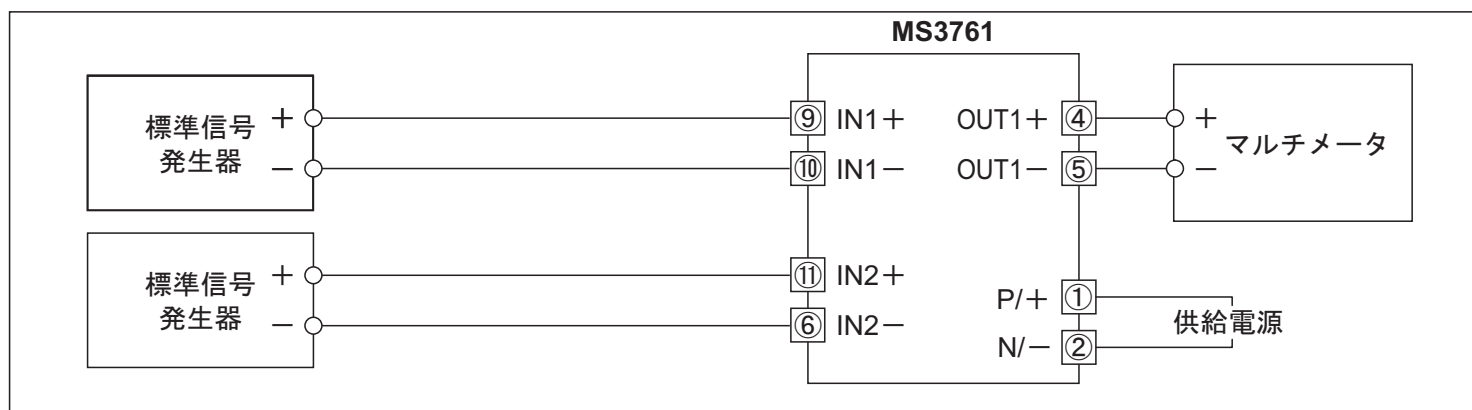 MS3761
標準信号
発生器
+
−
⑨ IN1+
⑩ IN1−
OUT1+ ④
OUT1− ⑤
+
−
マルチメータ
標準信号
発生器
+
−
⑪ IN2+
⑥ IN2−
P/+ ①
N/− ②
供給電源